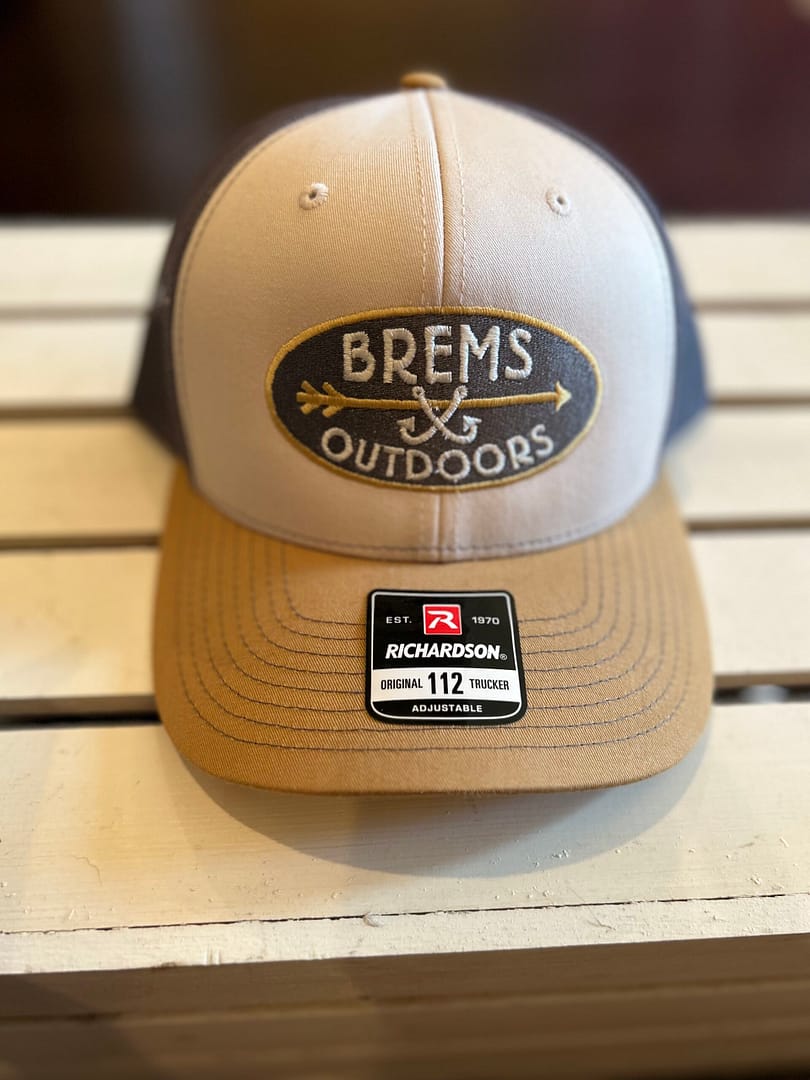 BREMS
OUTDOORS
EST. R 1970
RICHARDSON®
ORIGINAL 112 TRUCKER
ADJUSTABLE